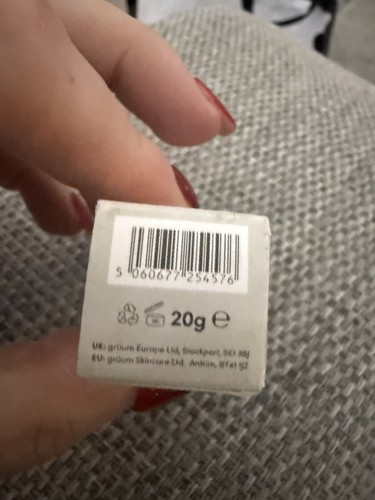 5 060677 254576
20g e
UK: grüum Europe Ltd, Stockport, SK1 3BJ
EU: grüum Skincare Ltd, Antrim, BT41 1JZ